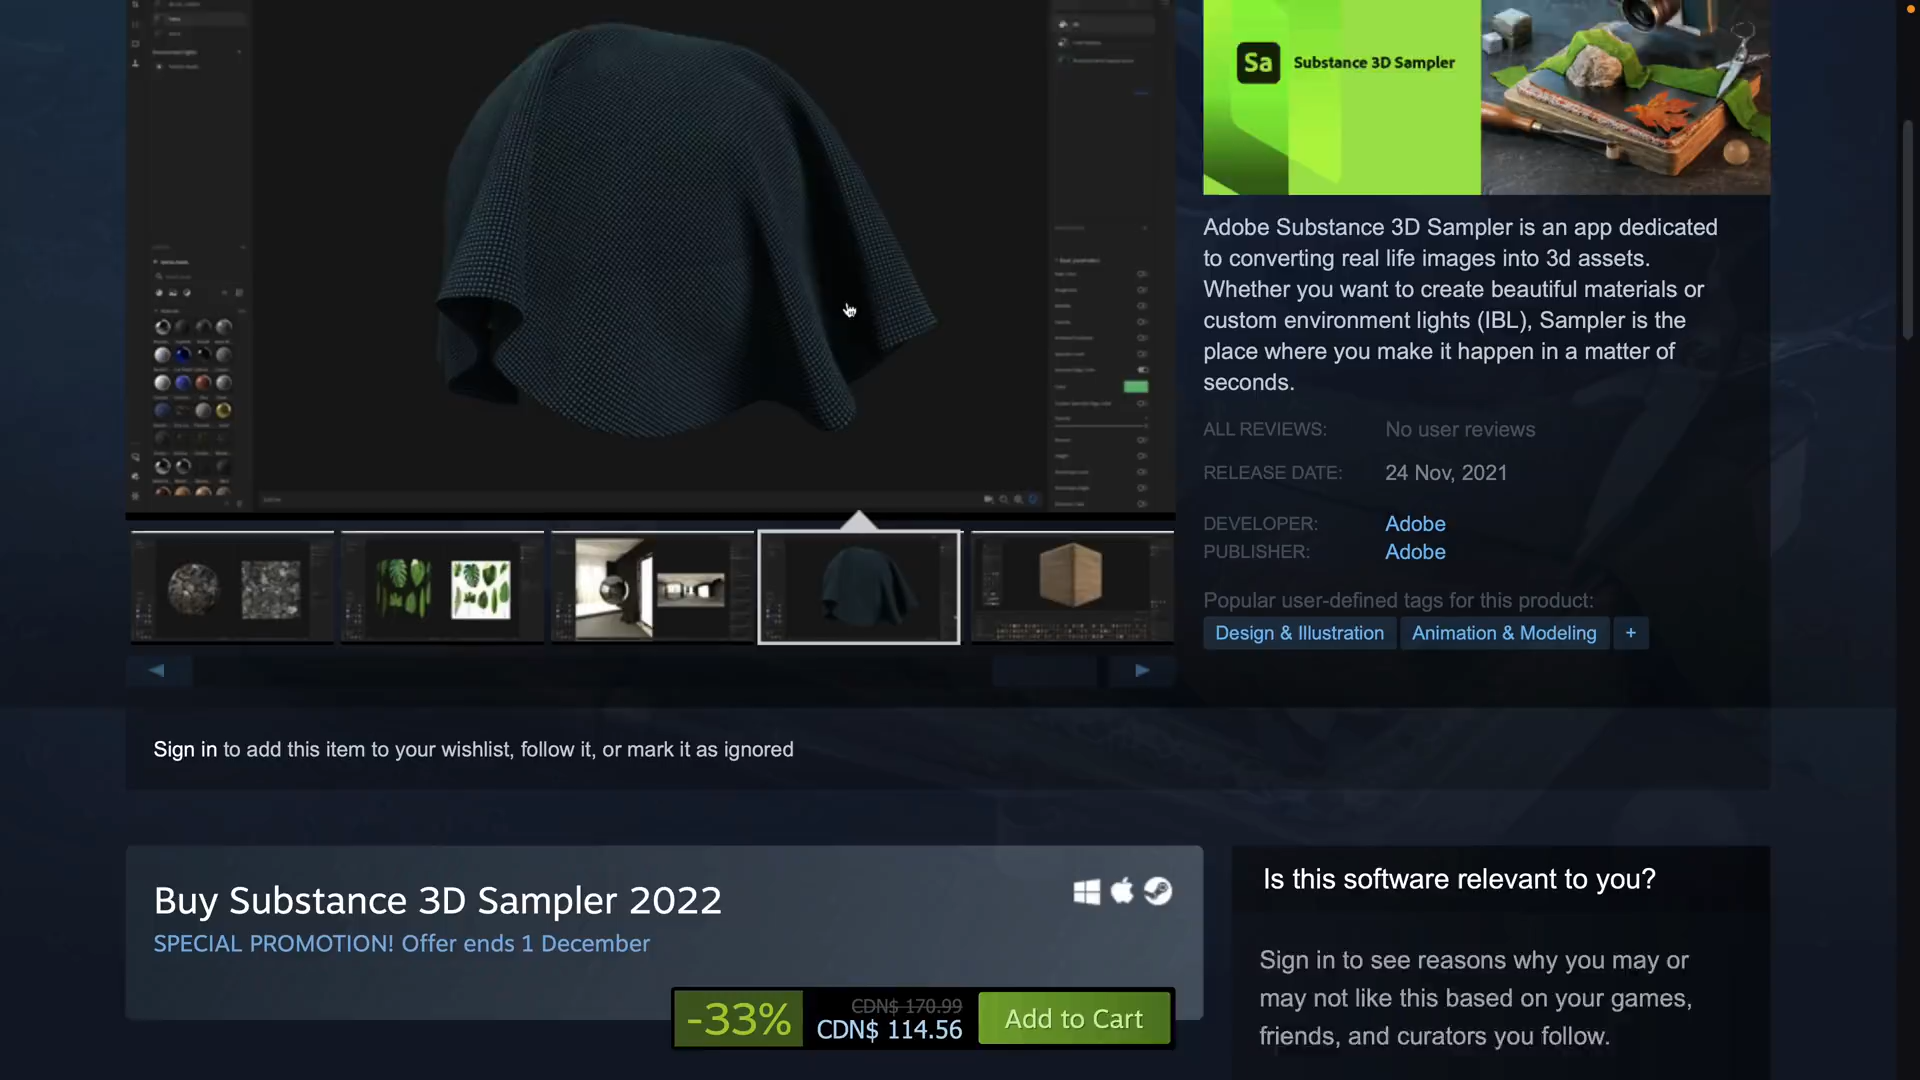 Sa Substance 3D Sampler
Adobe Substance 3D Sampler is an app dedicated
to converting real life images into 3d assets.
Whether you want to create beautiful materials or
custom environment lights (IBL), Sampler is the
place where you make it happen in a matter of
seconds.
ALL REVIEWS: No user reviews
RELEASE DATE: 24 Nov, 2021
DEVELOPER: Adobe
PUBLISHER: Adobe
Popular user-defined tags for this product:
Design & Illustration Animation & Modeling +
Sign in to add this item to your wishlist, follow it, or mark it as ignored
Buy Substance 3D Sampler 2022
SPECIAL PROMOTION! Offer ends 1 December
-33% CDN$ 170.99
CDN$ 114.56
Add to Cart
Is this software relevant to you?
Sign in to see reasons why you may or
may not like this based on your games,
friends, and curators you follow.